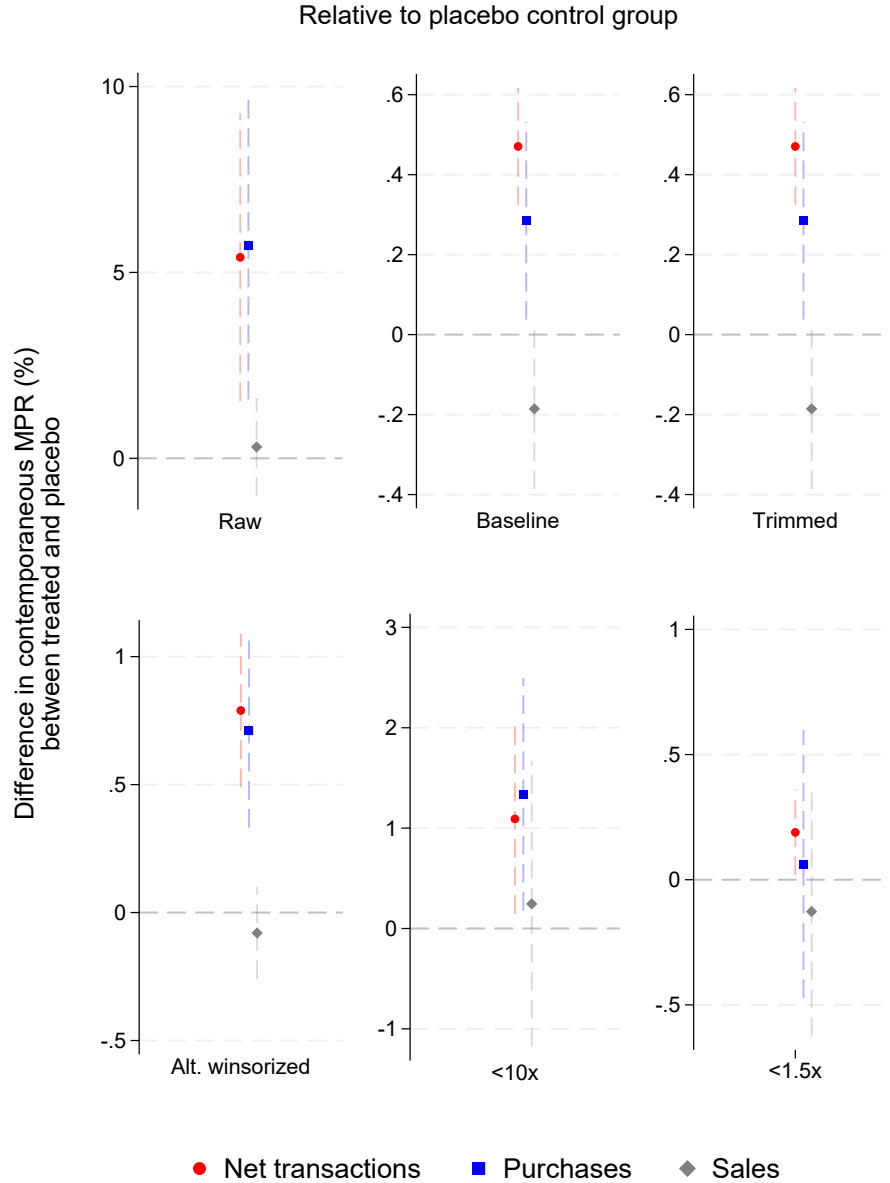 Relative to placebo control group
Difference in contemporaneous MPR (%)
between treated and placebo
10
5
0
Raw
.6
.4
.2
0
-.2
-.4
Baseline
.6
.4
.2
0
-.2
-.4
Trimmed
1
.5
0
-.5
Alt. winsorized
3
2
1
0
-1
<10x
1
.5
0
-.5
<1.5x
Net transactions
Purchases
Sales